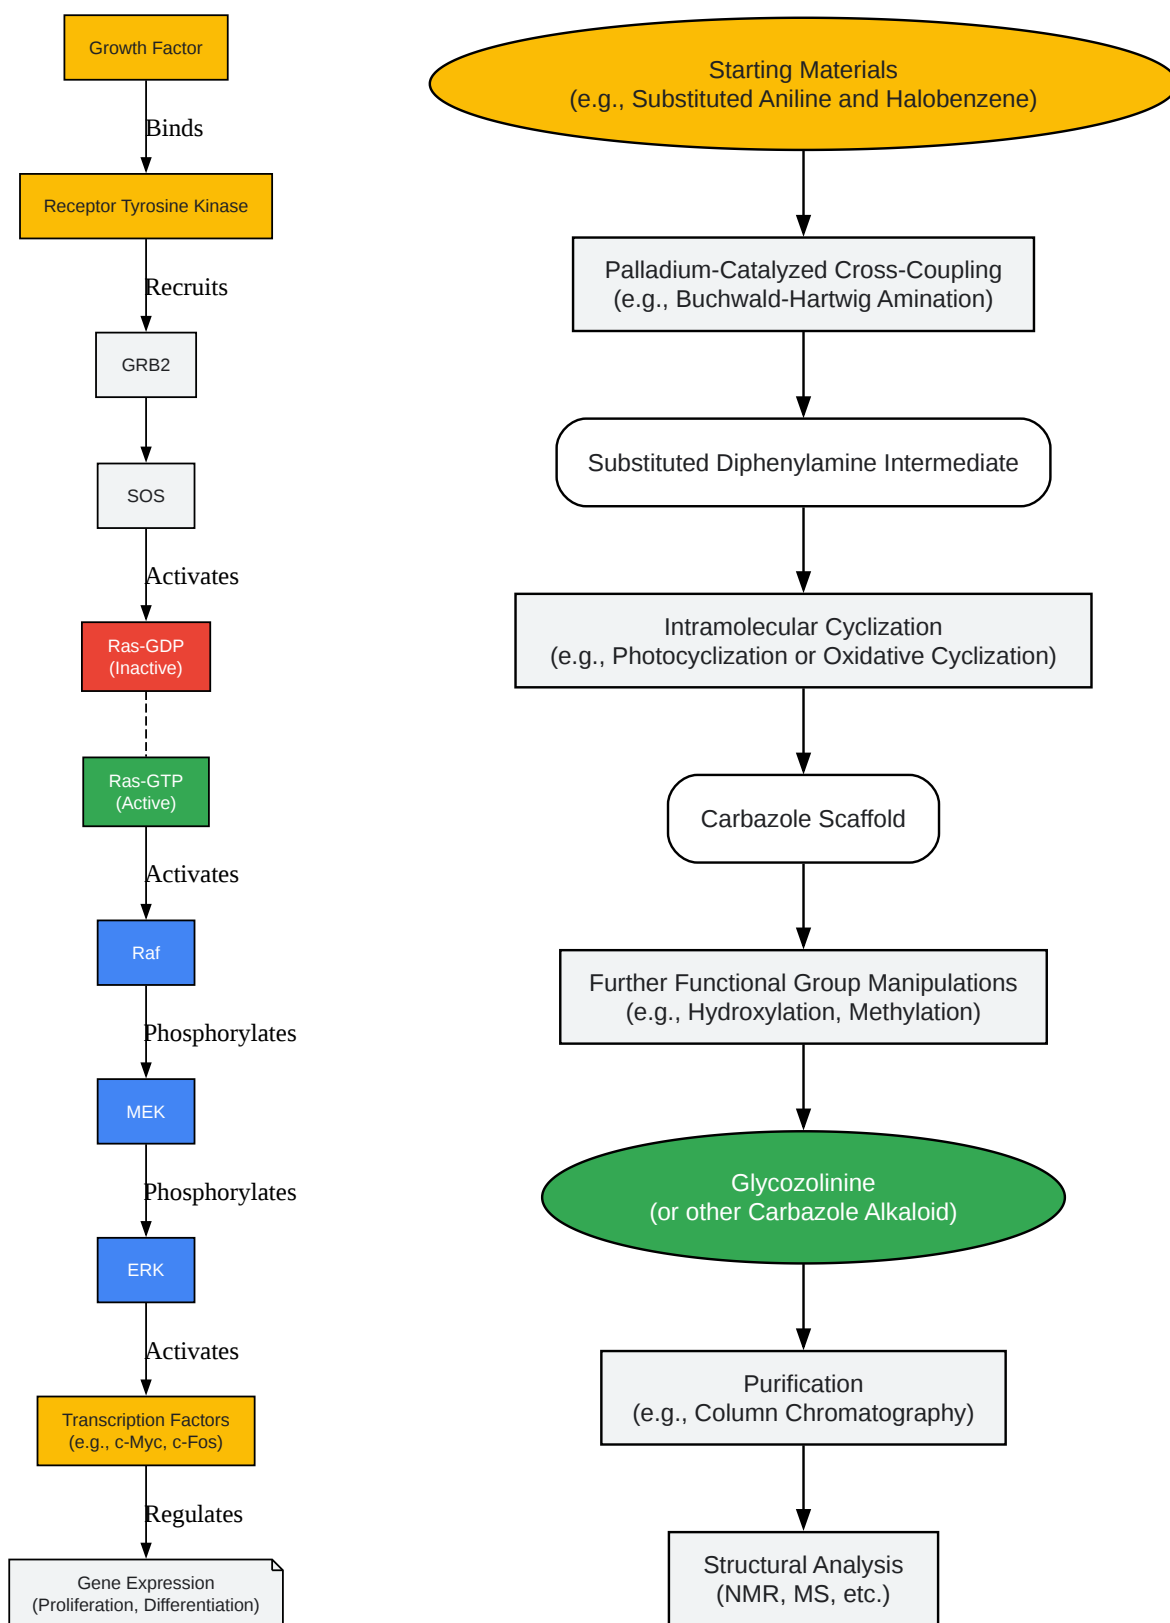 Growth Factor
Binds
Receptor Tyrosine Kinase
Recruits
GRB2
SOS
Activates
Ras-GDP
(Inactive)
Ras-GTP
(Active)
Activates
Raf
Phosphorylates
MEK
Phosphorylates
ERK
Activates
Transcription Factors
(e.g., c-Myc, c-Fos)
Regulates
Gene Expression
(Proliferation, Differentiation)
Starting Materials
(e.g., Substituted Aniline and Halobenzene)
Palladium-Catalyzed Cross-Coupling
(e.g., Buchwald-Hartwig Amination)
Substituted Diphenylamine Intermediate
Intramolecular Cyclization
(e.g., Photocyclization or Oxidative Cyclization)
Carbazole Scaffold
Further Functional Group Manipulations
(e.g., Hydroxylation, Methylation)
Glycozolinine
(or other Carbazole Alkaloid)
Purification
(e.g., Column Chromatography)
Structural Analysis
(NMR, MS, etc.)